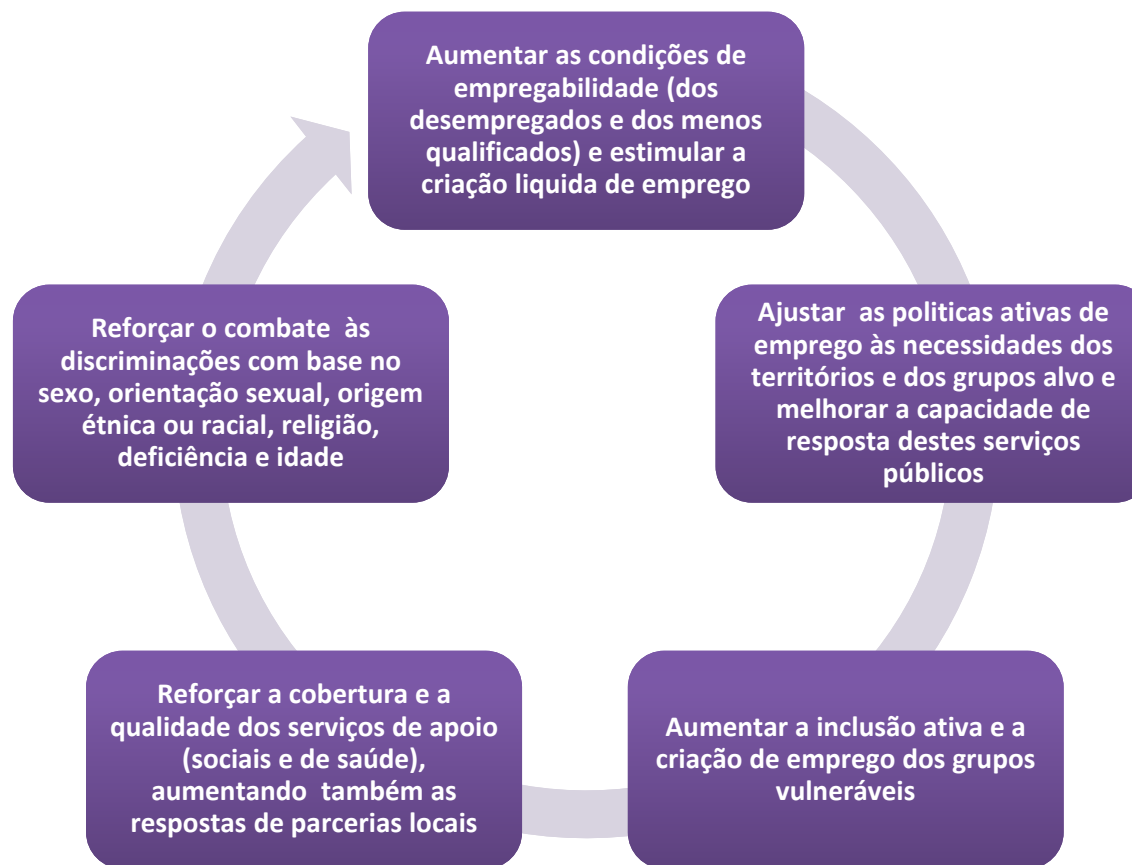 Aumentar as condições de
empregabilidade (dos
desempregados e dos menos
qualificados) e estimular a
criação liquida de emprego
Ajustar as politicas ativas de
emprego às necessidades dos
territórios e dos grupos alvo e
melhorar a capacidade de
resposta destes serviços
públicos
Aumentar a inclusão ativa e a
criação de emprego dos grupos
vulneráveis
Reforçar a cobertura e a
qualidade dos serviços de apoio
(sociais e de saúde),
aumentando também as
respostas de parcerias locais
Reforçar o combate às
discriminações com base no
sexo, orientação sexual, origem
étnica ou racial, religião,
deficiência e idade